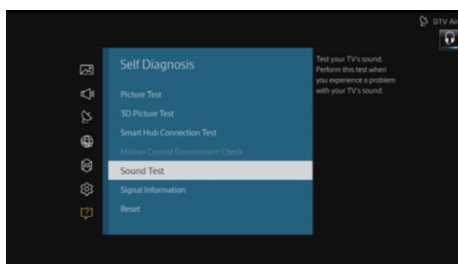 DTV Air
Self Diagnosis
Picture Test
3D Picture Test
Smart Hub Connection Test
Motion Control Environment Check
Sound Test
Signal Information
Reset
Test your TV's sound.
Perform this test when
you experience a problem
with your TV's sound.